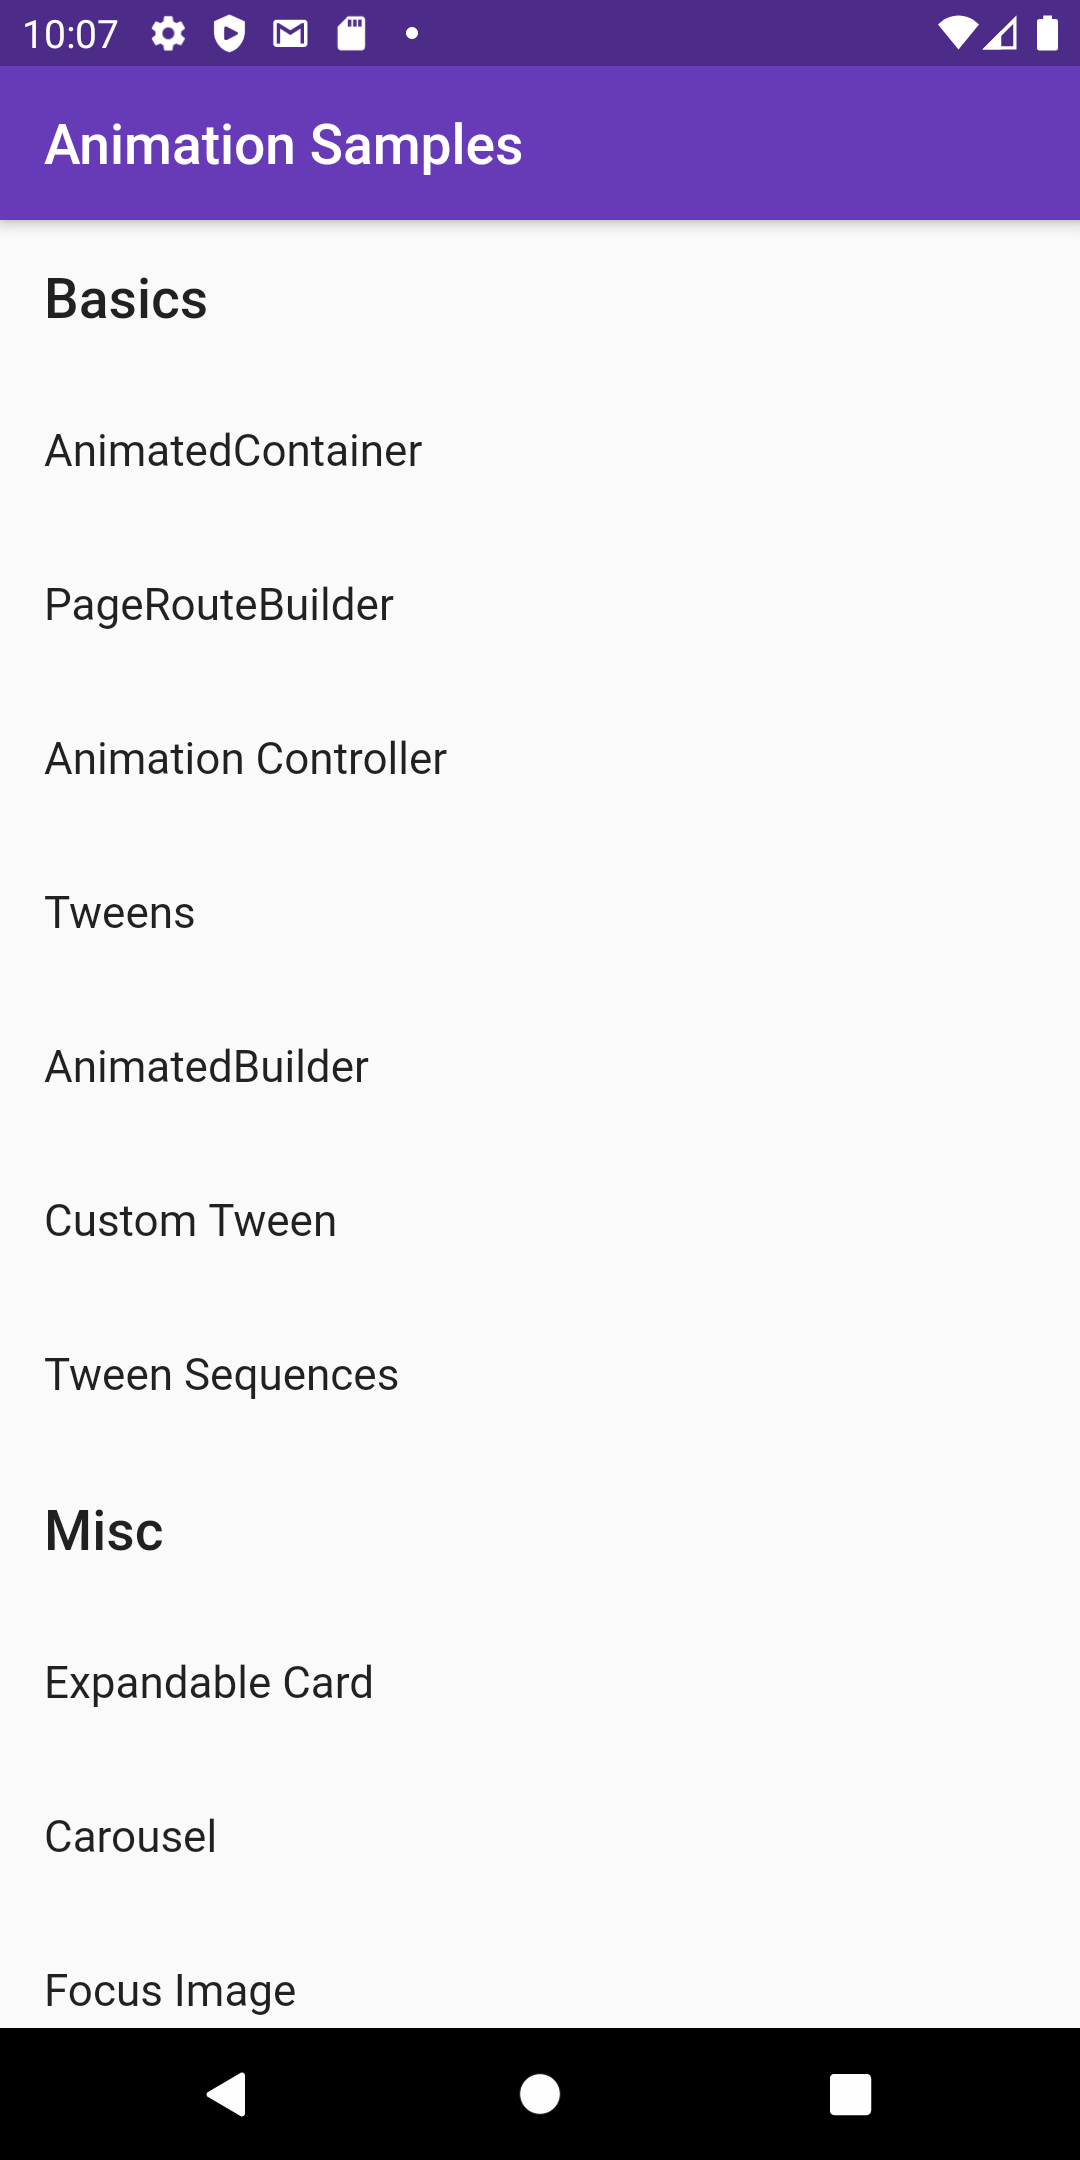 10:07
Animation Samples
Basics
AnimatedContainer
PageRouteBuilder
Animation Controller
Tweens
AnimatedBuilder
Custom Tween
Tween Sequences
Misc
Expandable Card
Carousel
Focus Image